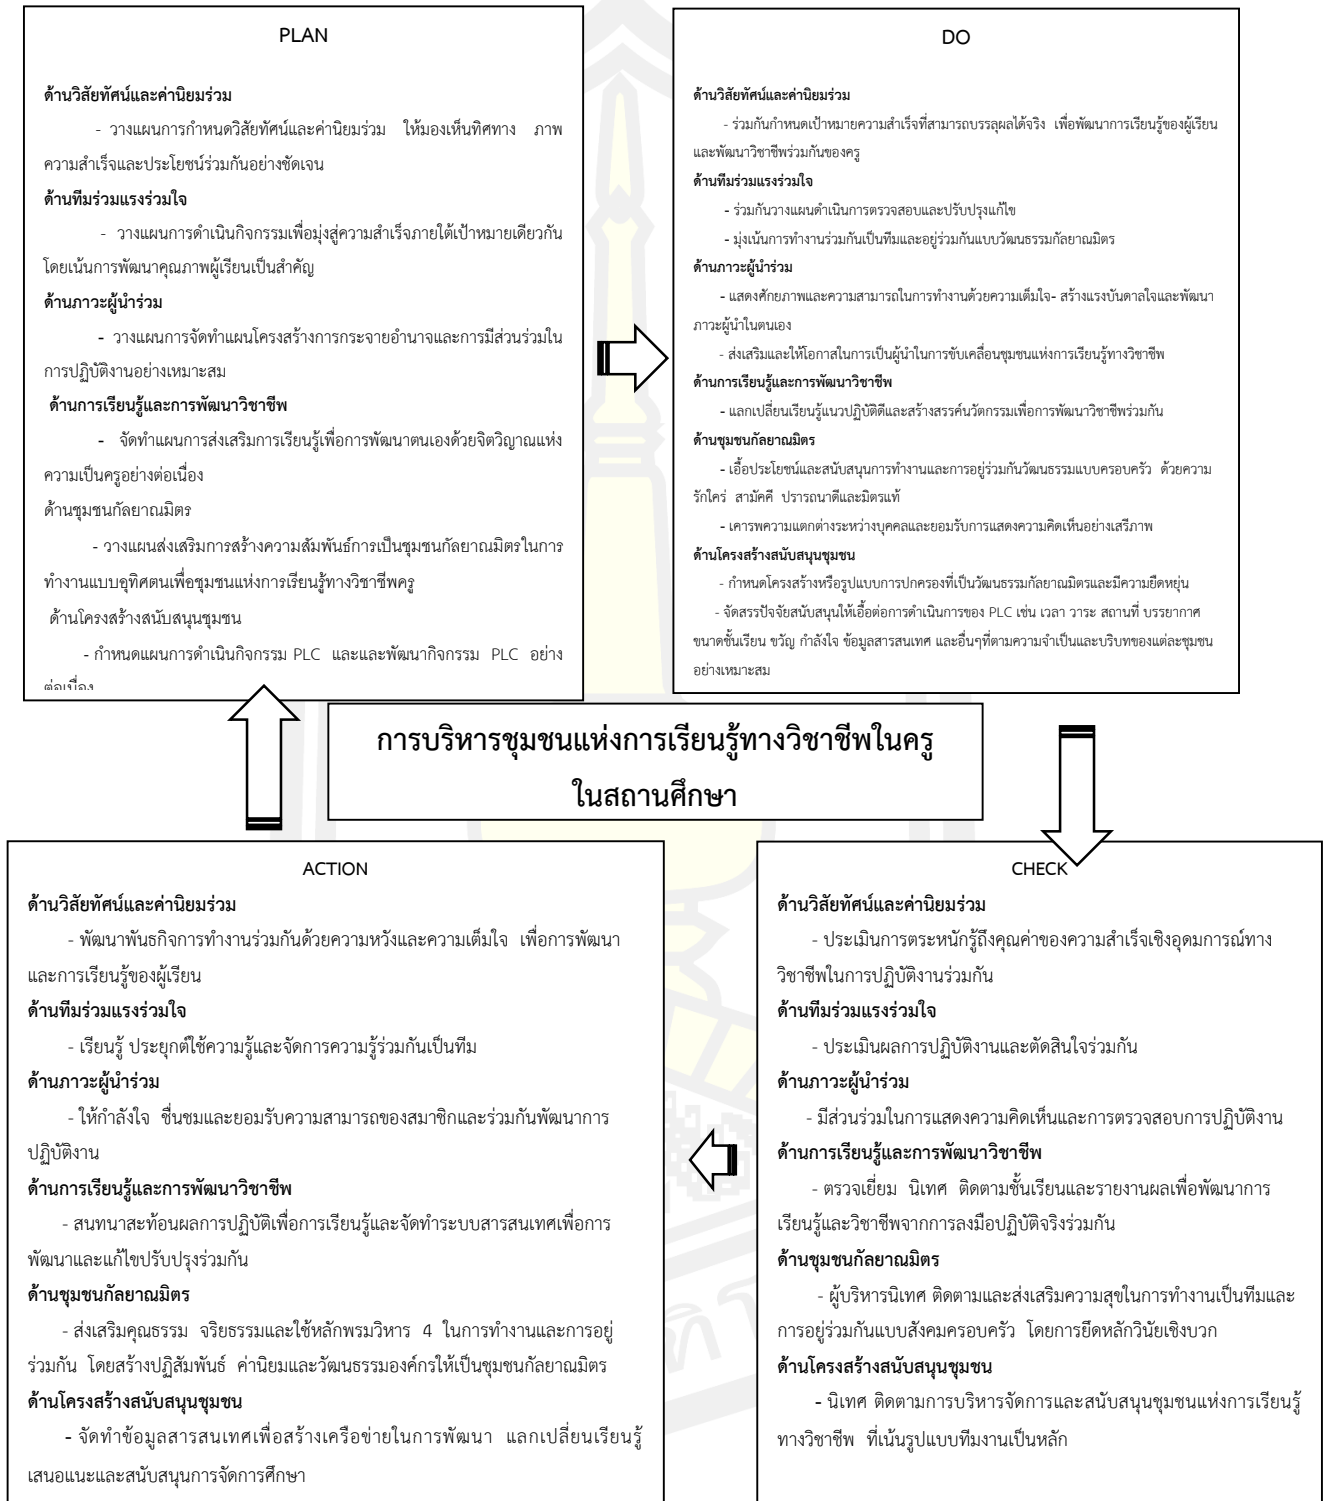 PLAN
ด้านวิสัยทัศน์และค่านิยมร่วม
- วางแผนการกำหนดวิสัยทัศน์และค่านิยมร่วม ให้มองเห็นทิศทาง ภาพ
ความสำเร็จและประโยชน์ร่วมกันอย่างชัดเจน
ด้านทีมร่วมแรงร่วมใจ
- วางแผนการดำเนินกิจกรรมเพื่อมุ่งสู่ความสำเร็จภายใต้เป้าหมายเดียวกัน
โดยเน้นการพัฒนาคุณภาพผู้เรียนเป็นสำคัญ
ด้านภาวะผู้นำร่วม
- วางแผนการจัดทำแผนโครงสร้างการกระจายอำนาจและการมีส่วนร่วมใน
การปฏิบัติงานอย่างเหมาะสม
ด้านการเรียนรู้และการพัฒนาวิชาชีพ
- จัดทำแผนการส่งเสริมการเรียนรู้เพื่อการพัฒนาตนเองด้วยจิตวิญาณแห่ง
ความเป็นครูอย่างต่อเนื่อง
ด้านชุมชนกัลยาณมิตร
- วางแผนส่งเสริมการสร้างความสัมพันธ์การเป็นชุมชนกัลยาณมิตรในการ
ทำงานแบบอุทิศตนเพื่อชุมชนแห่งการเรียนรู้ทางวิชาชีพครู
ด้านโครงสร้างสนับสนุนชุมชน
- กำหนดแผนการดำเนินกิจกรรม PLC และและพัฒนากิจกรรม PLC อย่าง
ต่อเนื่อง
DO
ด้านวิสัยทัศน์และค่านิยมร่วม
- ร่วมกันกำหนดเป้าหมายความสำเร็จที่สามารถบรรลุผลได้จริง เพื่อพัฒนาการเรียนรู้ของผู้เรียน
และพัฒนาวิชาชีพร่วมกันของครู
ด้านทีมร่วมแรงร่วมใจ
- ร่วมกันวางแผนดำเนินการตรวจสอบและปรับปรุงแก้ไข
- มุ่งเน้นการทำงานร่วมกันเป็นทีมและอยู่ร่วมกันแบบวัฒนธรรมกัลยาณมิตร
ด้านภาวะผู้นำร่วม
- แสดงศักยภาพและความสามารถในการทำงานด้วยความเต็มใจ- สร้างแรงบันดาลใจและพัฒนา
ภาวะผู้นำในตนเอง
- ส่งเสริมและให้โอกาสในการเป็นผู้นำในการขับเคลื่อนชุมชนแห่งการเรียนรู้ทางวิชาชีพ
ด้านการเรียนรู้และการพัฒนาวิชาชีพ
- แลกเปลี่ยนเรียนรู้แนวปฏิบัติดีและสร้างสรรค์นวัตกรรมเพื่อการพัฒนาวิชาชีพร่วมกัน
ด้านชุมชนกัลยาณมิตร
- เอื้อประโยชน์และสนับสนุนการทำงานและการอยู่ร่วมกันวัฒนธรรมแบบครอบครัว ด้วยความ
รักใคร่ สามัคคี ปรารถนาดีและมิตรแท้
- เคารพความแตกต่างระหว่างบุคคลและยอมรับการแสดงความคิดเห็นอย่างเสรีภาพ
ด้านโครงสร้างสนับสนุนชุมชน
- กำหนดโครงสร้างหรือรูปแบบการปกครองที่เป็นวัฒนธรรมกัลยาณมิตรและมีความยืดหยุ่น
- จัดสรรปัจจัยสนับสนุนให้เอื้อต่อการดำเนินการของ PLC เช่น เวลา วาระ สถานที่ บรรยากาศ
ขนาดชั้นเรียน ขวัญ กำลังใจ ข้อมูลสารสนเทศ และอื่นๆที่ตามความจำเป็นและบริบทของแต่ละชุมชน
อย่างเหมาะสม
การบริหารชุมชนแห่งการเรียนรู้ทางวิชาชีพในครู
ในสถานศึกษา
ACTION
ด้านวิสัยทัศน์และค่านิยมร่วม
- พัฒนาพันธกิจการทำงานร่วมกันด้วยความหวังและความเต็มใจ เพื่อการพัฒนา
และการเรียนรู้ของผู้เรียน
ด้านทีมร่วมแรงร่วมใจ
- เรียนรู้ ประยุกต์ใช้ความรู้และจัดการความรู้ร่วมกันเป็นทีม
ด้านภาวะผู้นำร่วม
- ให้กำลังใจ ชื่นชมและยอมรับความสามารถของสมาชิกและร่วมกันพัฒนาการ
ปฏิบัติงาน
ด้านการเรียนรู้และการพัฒนาวิชาชีพ
- สนทนาสะท้อนผลการปฏิบัติเพื่อการเรียนรู้และจัดทำระบบสารสนเทศเพื่อการ
พัฒนาและแก้ไขปรับปรุงร่วมกัน
ด้านชุมชนกัลยาณมิตร
- ส่งเสริมคุณธรรม จริยธรรมและใช้หลักพรมวิหาร 4 ในการทำงานและการอยู่
ร่วมกัน โดยสร้างปฏิสัมพันธ์ ค่านิยมและวัฒนธรรมองค์กรให้เป็นชุมชนกัลยาณมิตร
ด้านโครงสร้างสนับสนุนชุมชน
- จัดทำข้อมูลสารสนเทศเพื่อสร้างเครือข่ายในการพัฒนา แลกเปลี่ยนเรียนรู้
เสนอแนะและสนับสนุนการจัดการศึกษา
CHECK
ด้านวิสัยทัศน์และค่านิยมร่วม
- ประเมินการตระหนักรู้ถึงคุณค่าของความสำเร็จเชิงอุดมการณ์ทาง
วิชาชีพในการปฏิบัติงานร่วมกัน
ด้านทีมร่วมแรงร่วมใจ
- ประเมินผลการปฏิบัติงานและตัดสินใจร่วมกัน
ด้านภาวะผู้นำร่วม
- มีส่วนร่วมในการแสดงความคิดเห็นและการตรวจสอบการปฏิบัติงาน
ด้านการเรียนรู้และการพัฒนาวิชาชีพ
- ตรวจเยี่ยม นิเทศ ติดตามชั้นเรียนและรายงานผลเพื่อพัฒนาการ
เรียนรู้และวิชาชีพจากการลงมือปฏิบัติจริงร่วมกัน
ด้านชุมชนกัลยาณมิตร
- ผู้บริหารนิเทศ ติดตามและส่งเสริมความสุขในการทำงานเป็นทีมและ
การอยู่ร่วมกันแบบสังคมครอบครัว โดยการยึดหลักวินัยเชิงบวก
ด้านโครงสร้างสนับสนุนชุมชน
- นิเทศ ติดตามการบริหารจัดการและสนับสนุนชุมชนแห่งการเรียนรู้
ทางวิชาชีพ ที่เน้นรูปแบบทีมงานเป็นหลัก